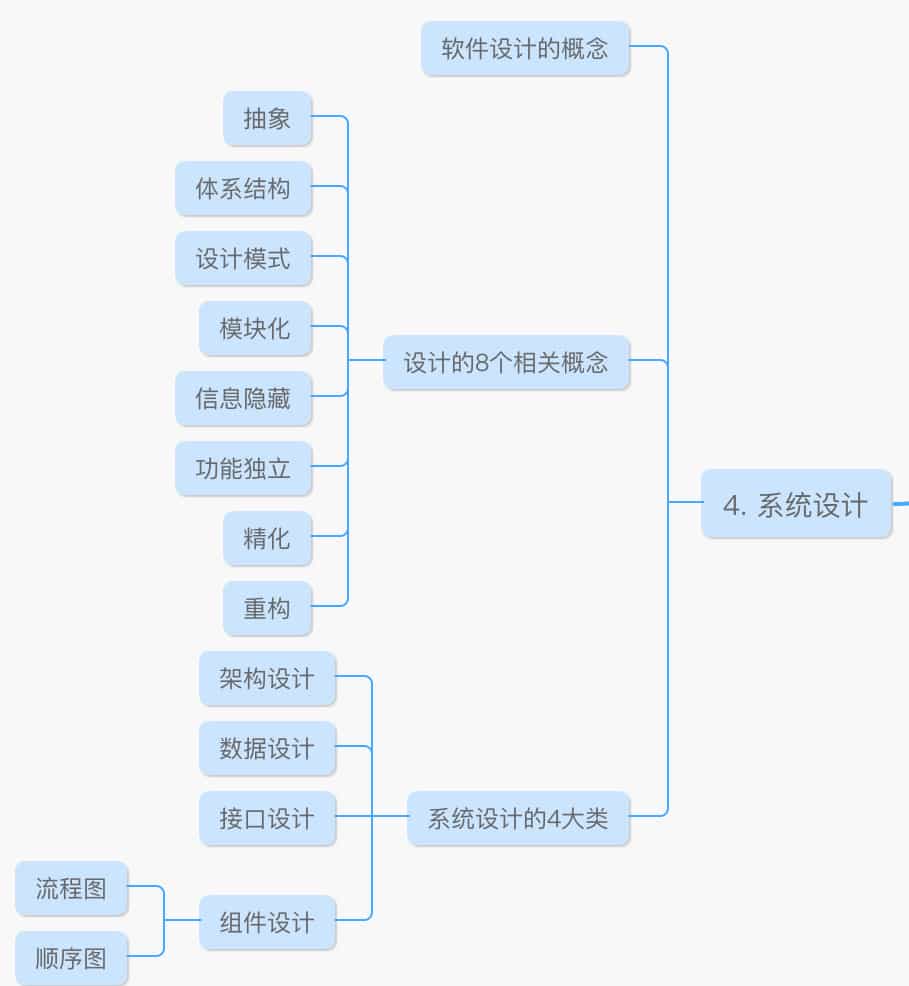 软件设计的概念
抽象
体系结构
设计模式
模块化
设计的8个相关概念
信息隐藏
功能独立
4. 系统设计
精化
重构
架构设计
数据设计
接口设计
系统设计的4大类
流程图
组件设计
顺序图